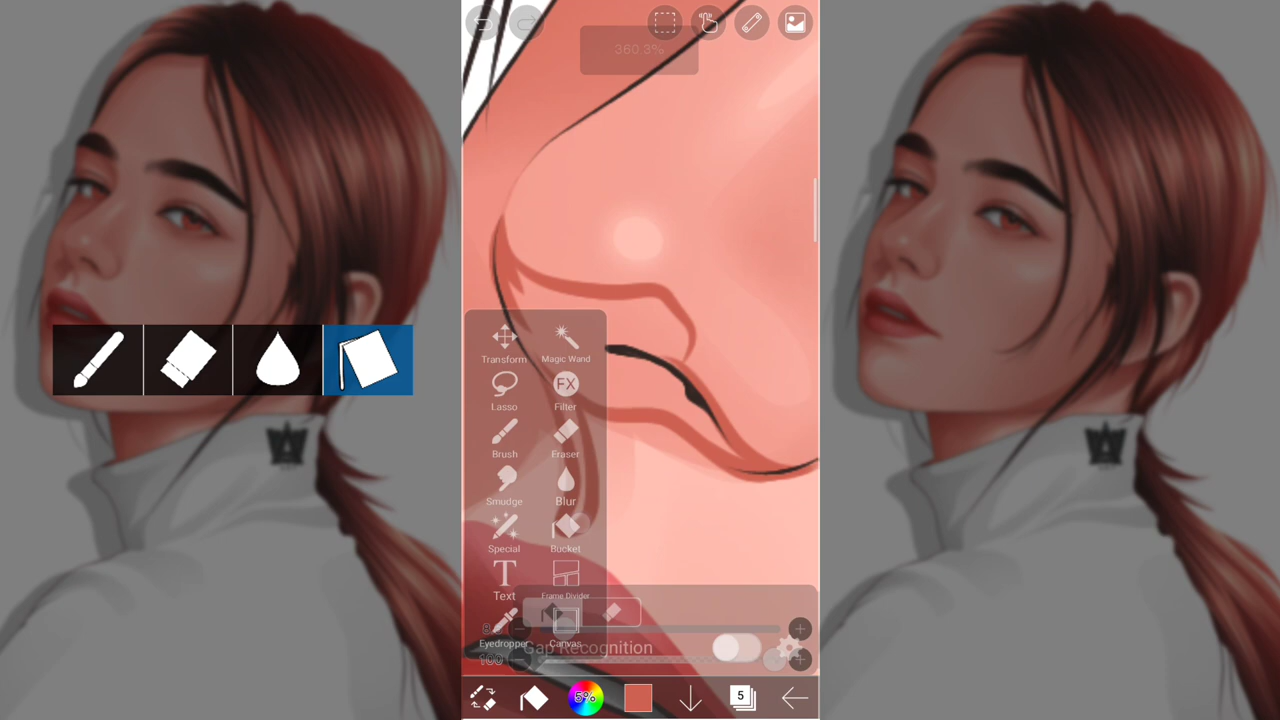 360.3%
Transform Magic Wand
FX
Lasso Filter
Brush Eraser
Smudge Blur
Special Bucket
T
Text Frame Divider
Eyedropper Canvas
Gap Recognition
100
5%
5